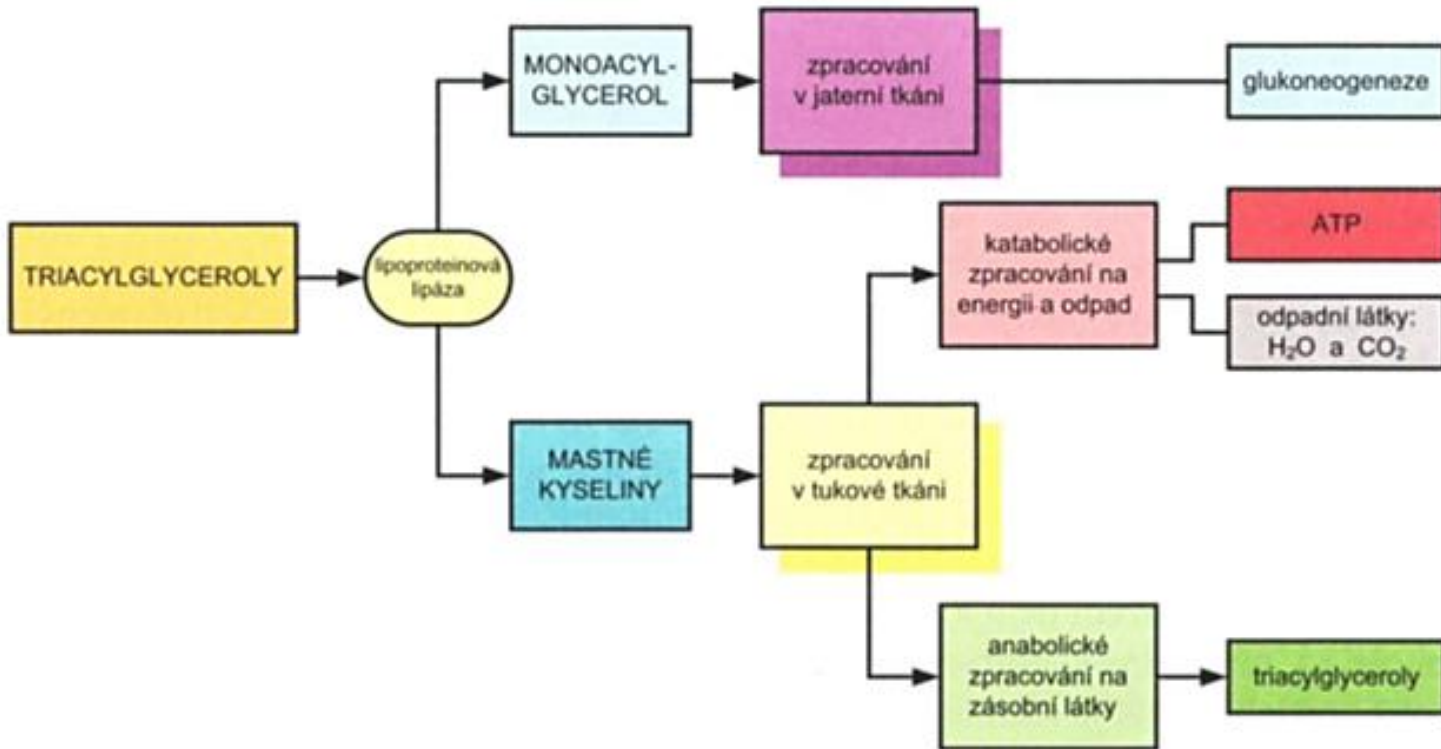 MONOACYL-
GLYCEROL
zpracování
v jaterní tkáni
glukoneogeneze
TRIACYLGLYCEROLY
lipoproteinová
lipáza
katabolické
zpracování na
energii a odpad
ATP
odpadní látky:
H₂O a CO₂
MASTNÉ
KYSELINY
zpracování
v tukové tkáni
anabolické
zpracování na
zásobní látky
triacylglyceroly